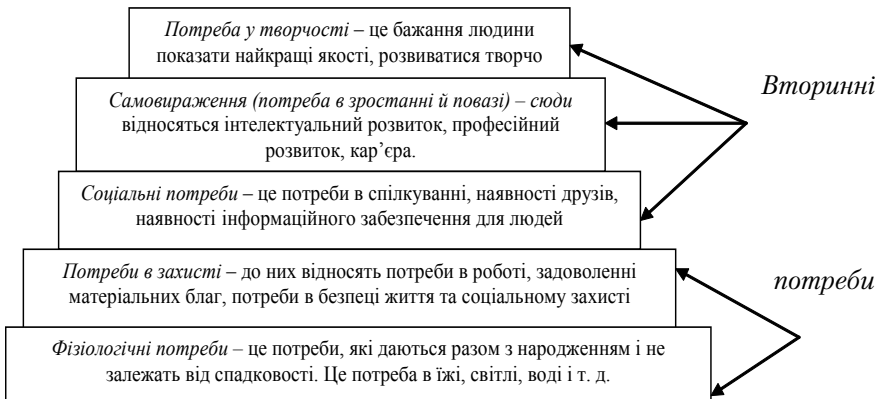 Потреба у творчості – це бажання людини
показати найкращі якості, розвиватися творчо
Вторинні
Самовираження (потреба в зростанні й повазі) – сюди
відносяться інтелектуальний розвиток, професійний
розвиток, кар’єра.
Соціальні потреби – це потреби в спілкуванні, наявності друзів,
наявності інформаційного забезпечення для людей
Потреби в захисті – до них відносять потреби в роботі, задоволенні
матеріальних благ, потреби в безпеці життя та соціальному захисті
потреби
Фізіологічні потреби – це потреби, які даються разом з народженням і не
залежать від спадковості. Це потреба в їжі, світлі, воді і т. д.